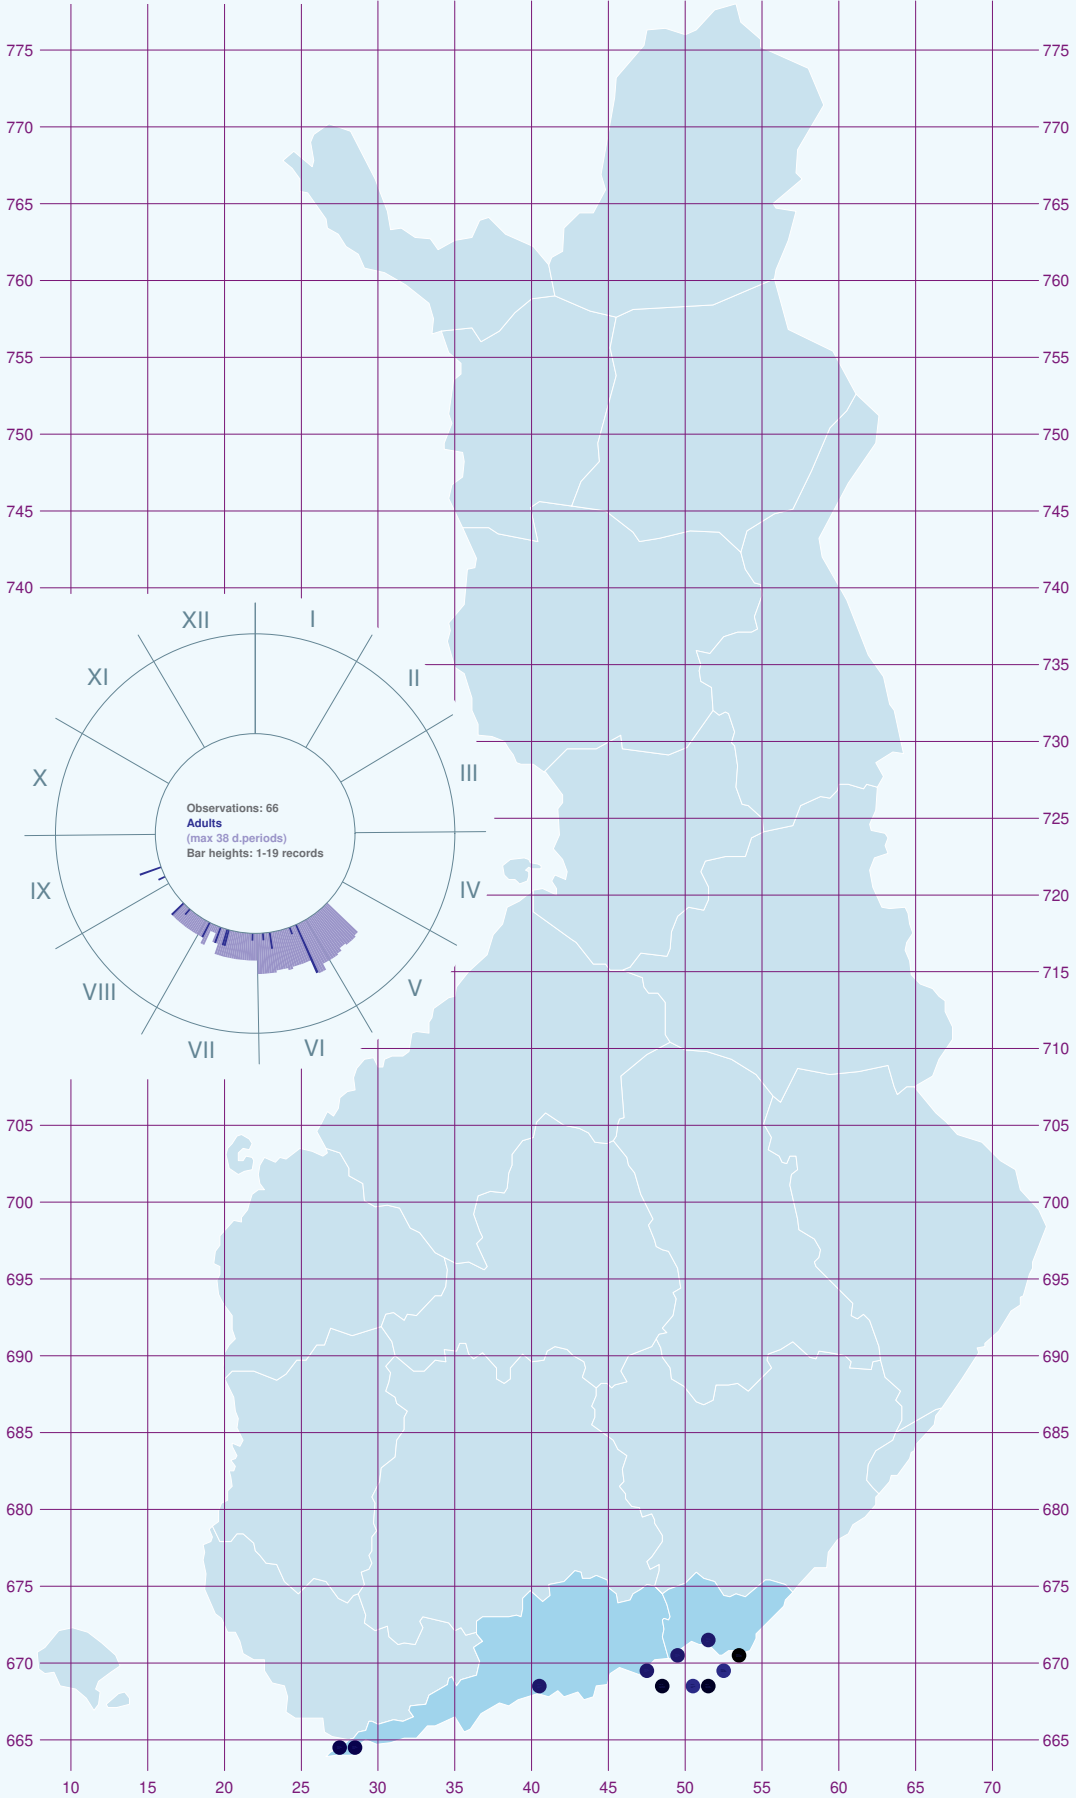 775 775
770 770
765 765
760 760
755 755
750 750
745 745
740 740
XII I
XI II
735
730
X III
Observations: 66
Adults
(max 38 d.periods)
Bar heights: 1-19 records
725
IX IV
720
VIII V
715
VII VI
710
705 705
700 700
695 695
690 690
685 685
680 680
675 675
670 670
665 665
10 15 20 25 30 35 40 45 50 55 60 65 70